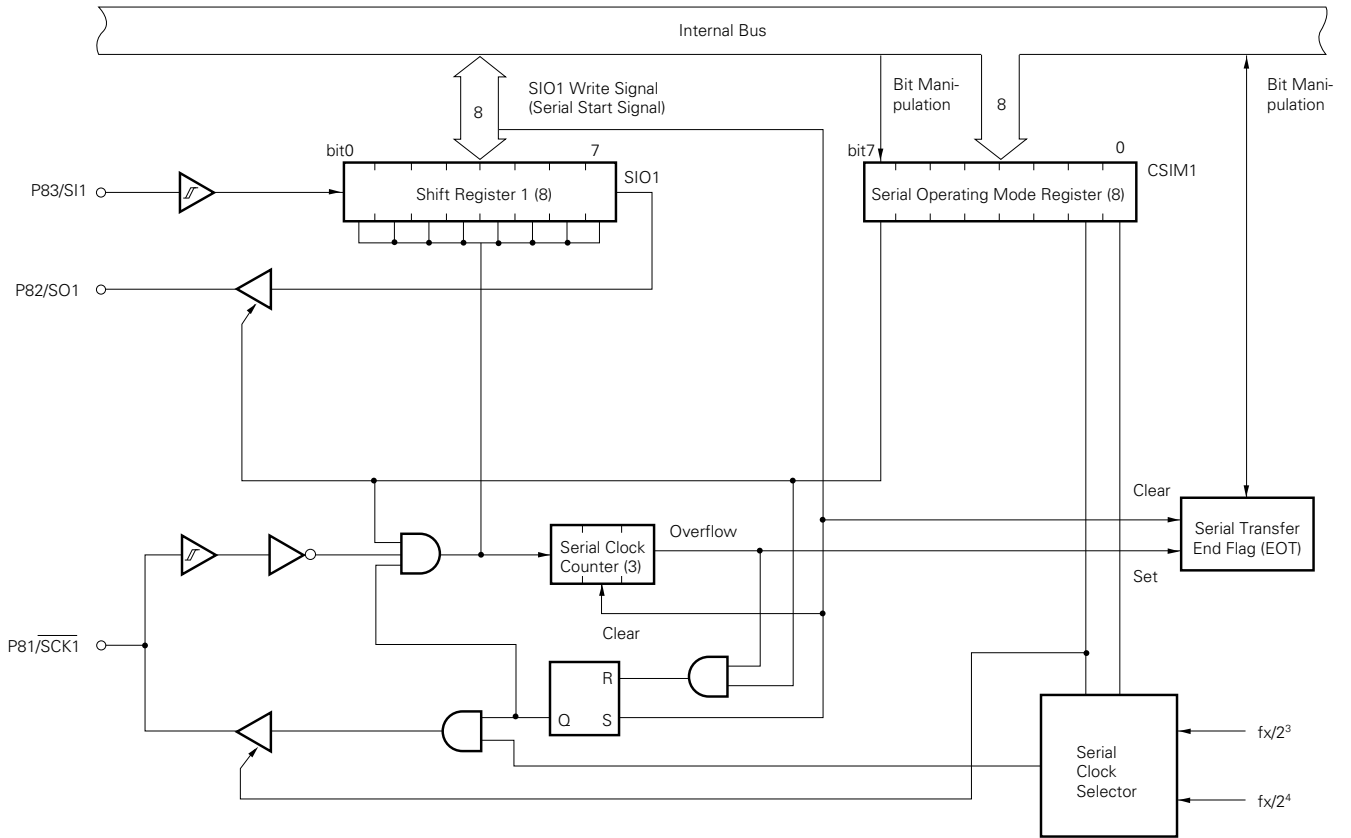 Internal Bus
SIO1 Write Signal
(Serial Start Signal)
8
Bit Mani-
pulation
8
Bit Mani-
pulation
bit0
7
bit7
0
P83/SI1
Shift Register 1 (8)
SIO1
Serial Operating Mode Register (8)
CSIM1
P82/SO1
Clear
Serial Transfer
End Flag (EOT)
Set
Overflow
Serial Clock
Counter (3)
Clear
P81/S̅C̅K̅1̅
R
Q
S
Serial
Clock
Selector
fx/2³
fx/2⁴